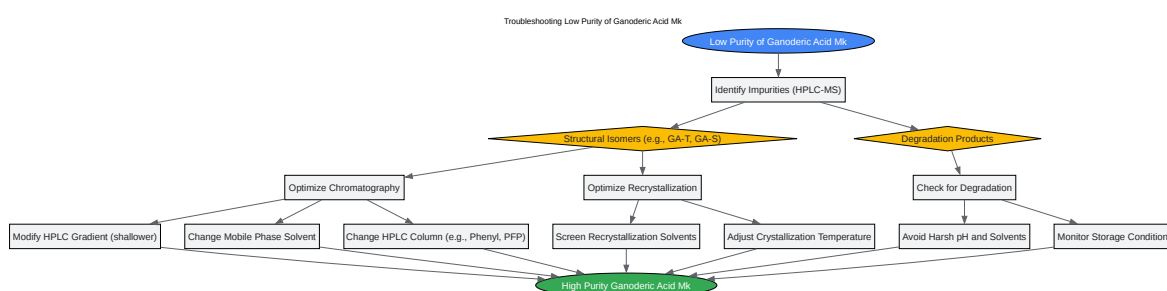 Troubleshooting Low Purity of Ganoderic Acid Mk
Low Purity of Ganoderic Acid Mk
Identify Impurities (HPLC-MS)
Structural Isomers (e.g., GA-T, GA-S)
Degradation Products
Optimize Chromatography
Optimize Recrystallization
Check for Degradation
Modify HPLC Gradient (shallower)
Change Mobile Phase Solvent
Change HPLC Column (e.g., Phenyl, PFP)
Screen Recrystallization Solvents
Adjust Crystallization Temperature
Avoid Harsh pH and Solvents
Monitor Storage Condition
High Purity Ganoderic Acid Mk